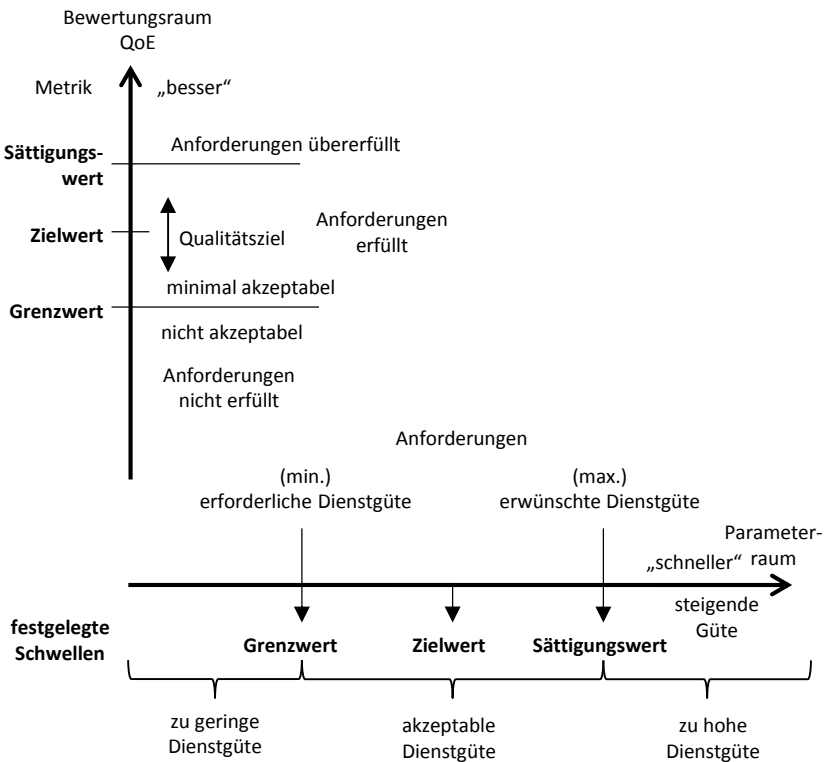 Bewertungsraum
QoE
Metrik „besser“
Sättigungs-
wert
Anforderungen übererfüllt
Zielwert
Qualitätsziel
Anforderungen
erfüllt
minimal akzeptabel
Grenzwert
nicht akzeptabel
Anforderungen
nicht erfüllt
Anforderungen
(min.)
erforderliche Dienstgüte
(max.)
erwünschte Dienstgüte
Parameter-
raum
„schneller“
steigende
Güte
festgelegte
Schwellen
Grenzwert
Zielwert
Sättigungswert
zu geringe
Dienstgüte
akzeptable
Dienstgüte
zu hohe
Dienstgüte